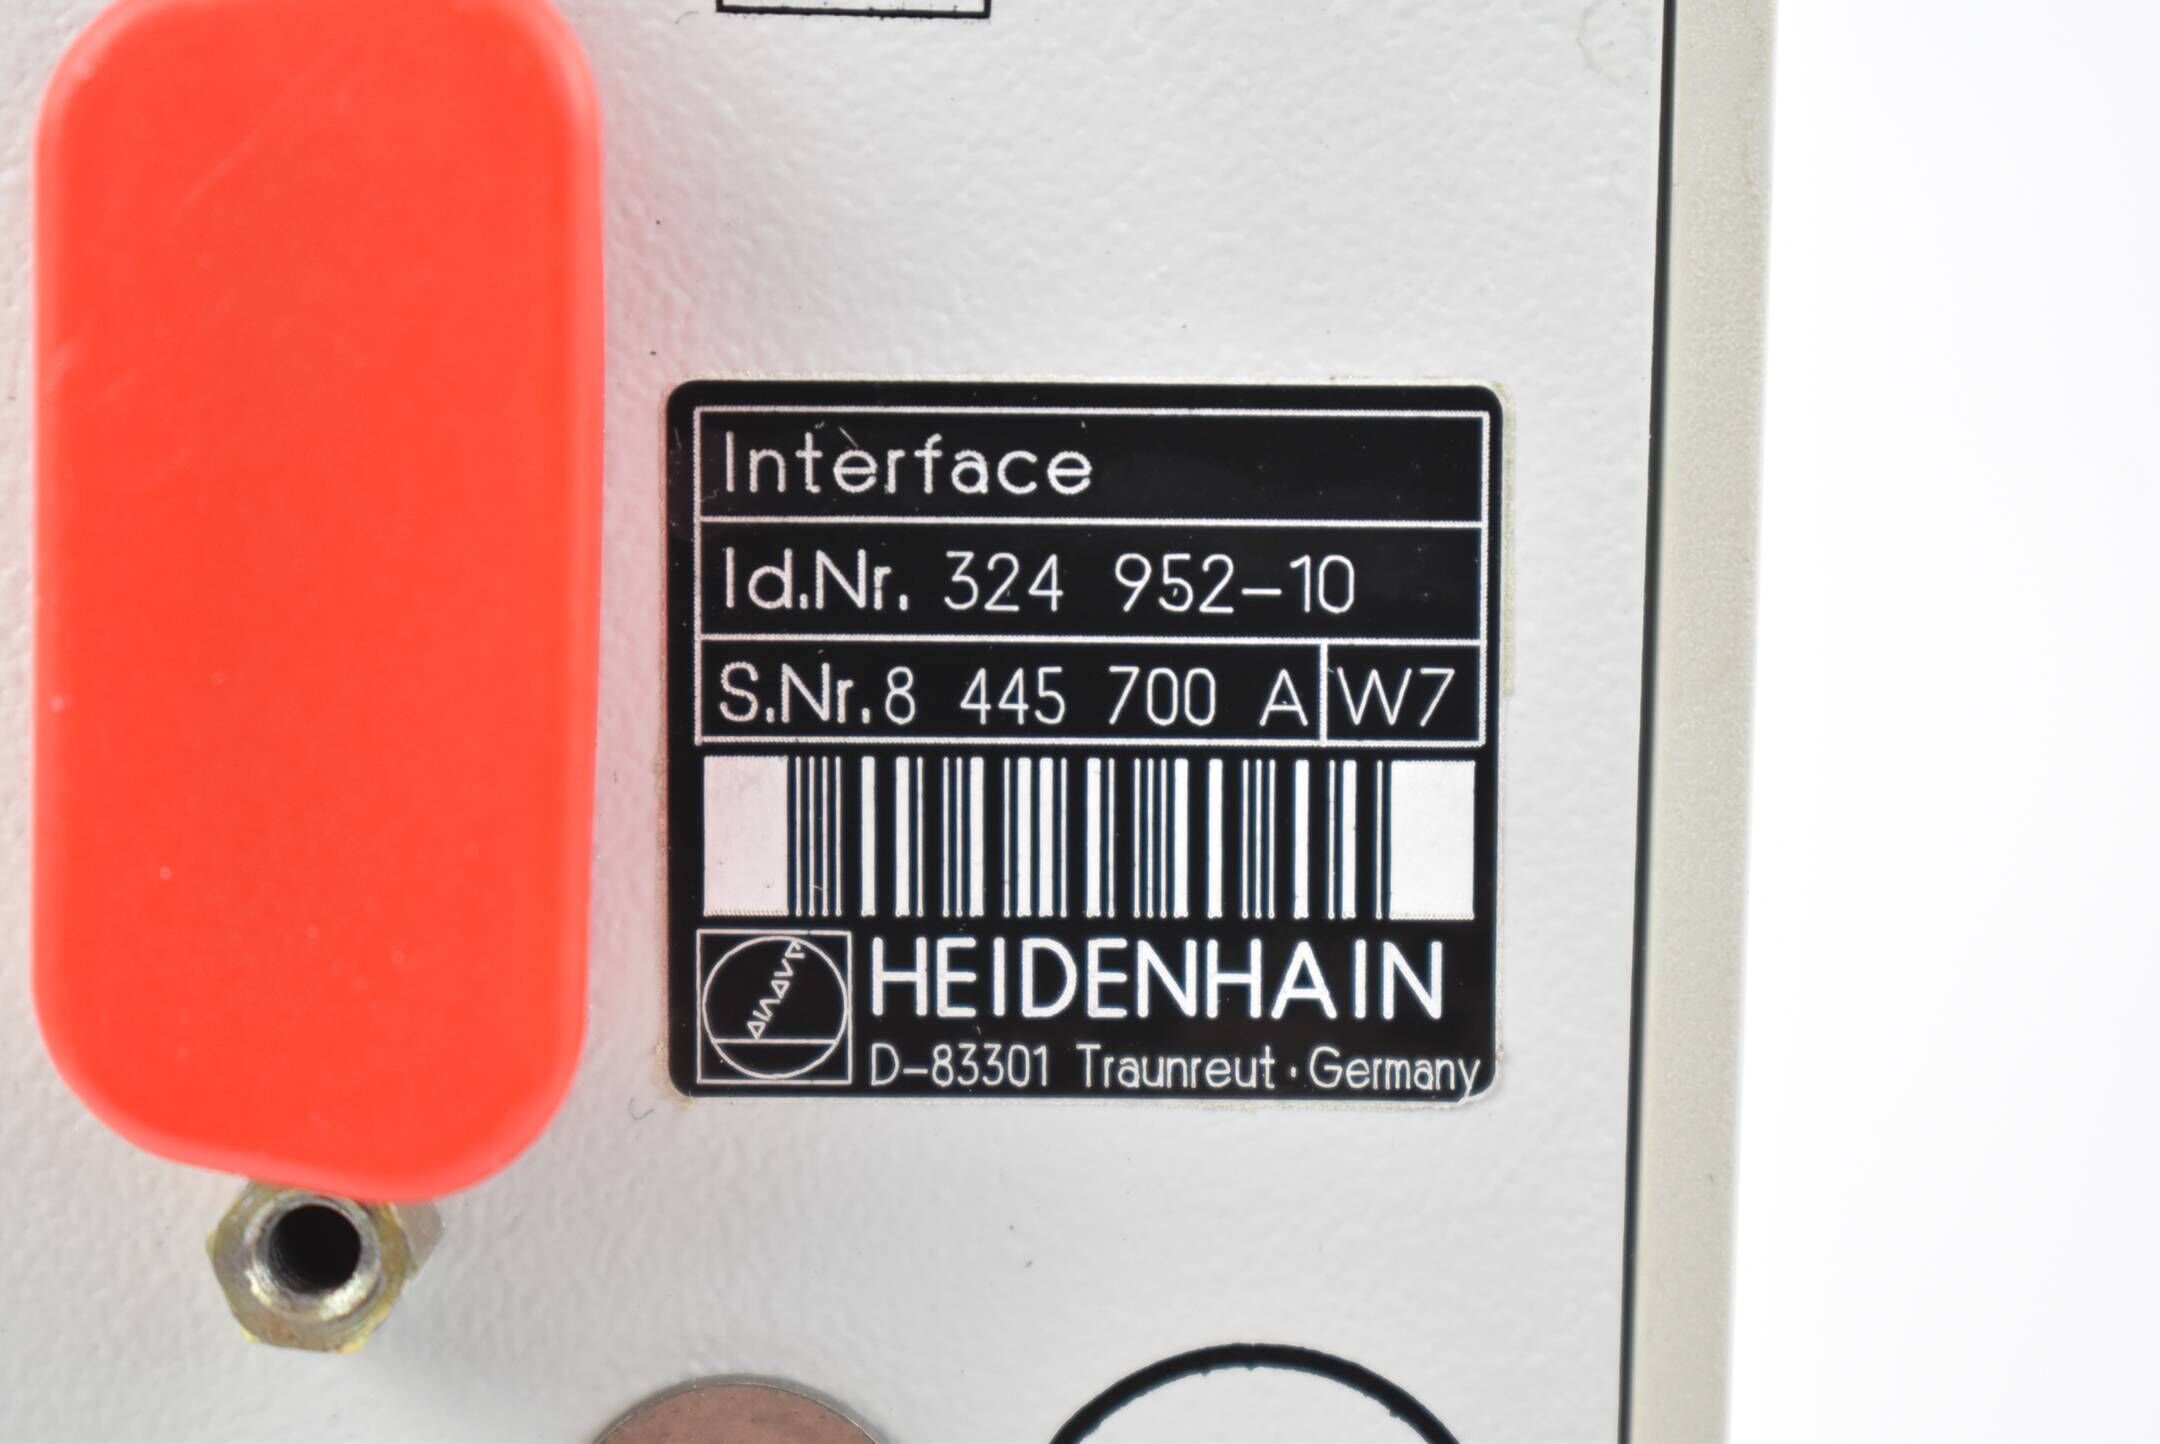 Interface
Id.Nr. 324 952-10
S.Nr.8 445 700 A W7
HEIDENHAIN
D-83301 Traunreut · Germany